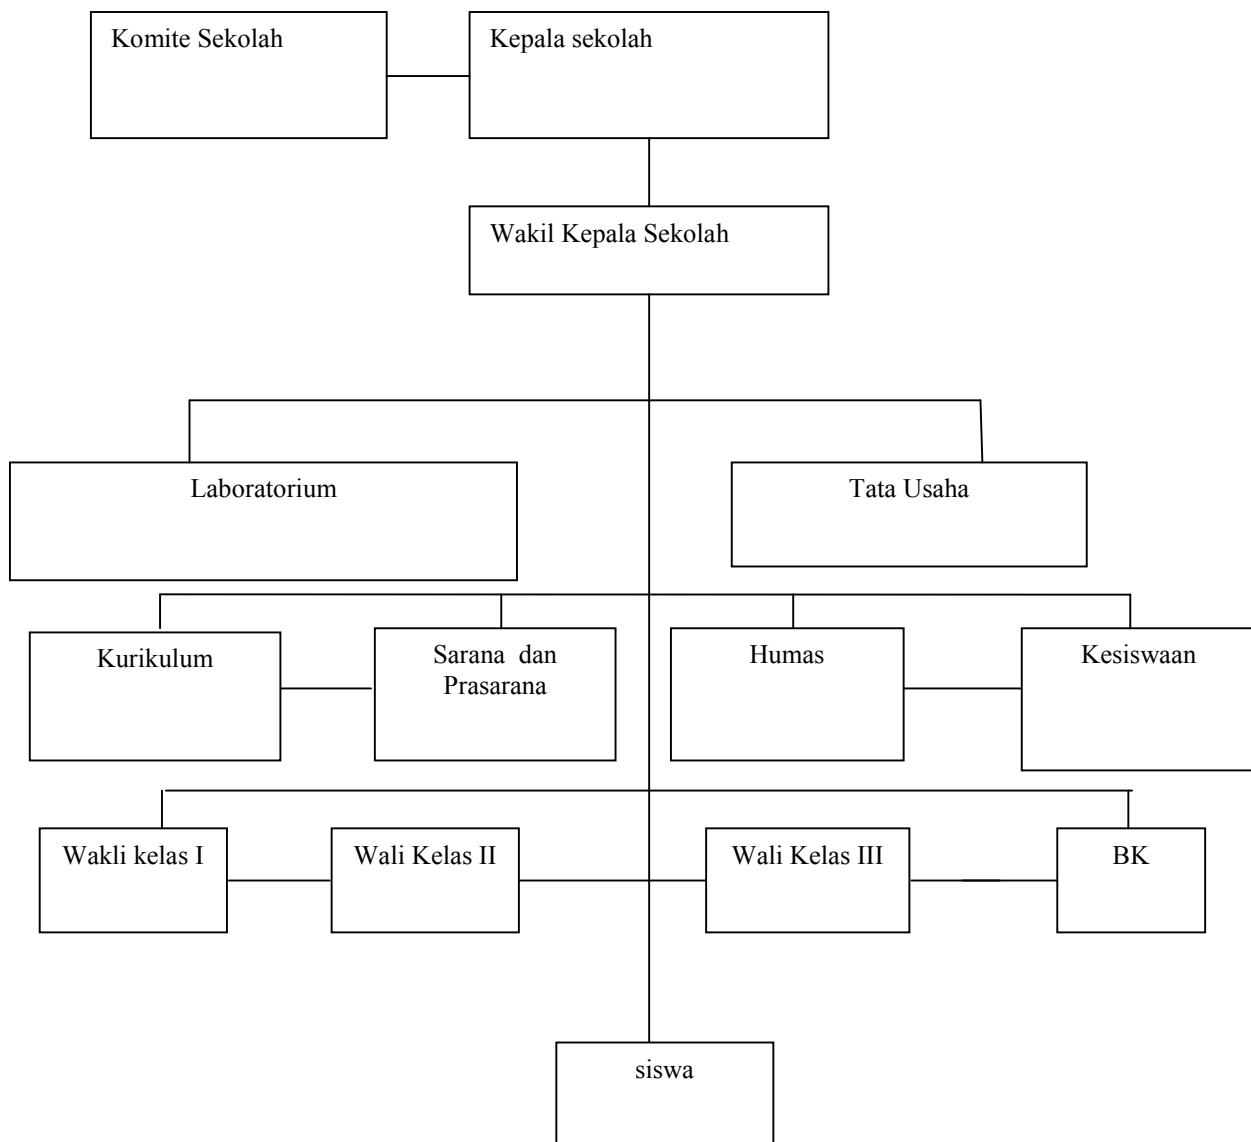 Komite Sekolah
Kepala sekolah
Wakil Kepala Sekolah
Laboratorium
Tata Usaha
Kurikulum
Sarana dan
Prasarana
Humas
Kesiswaan
Wakli kelas I
Wali Kelas II
Wali Kelas III
BK
siswa